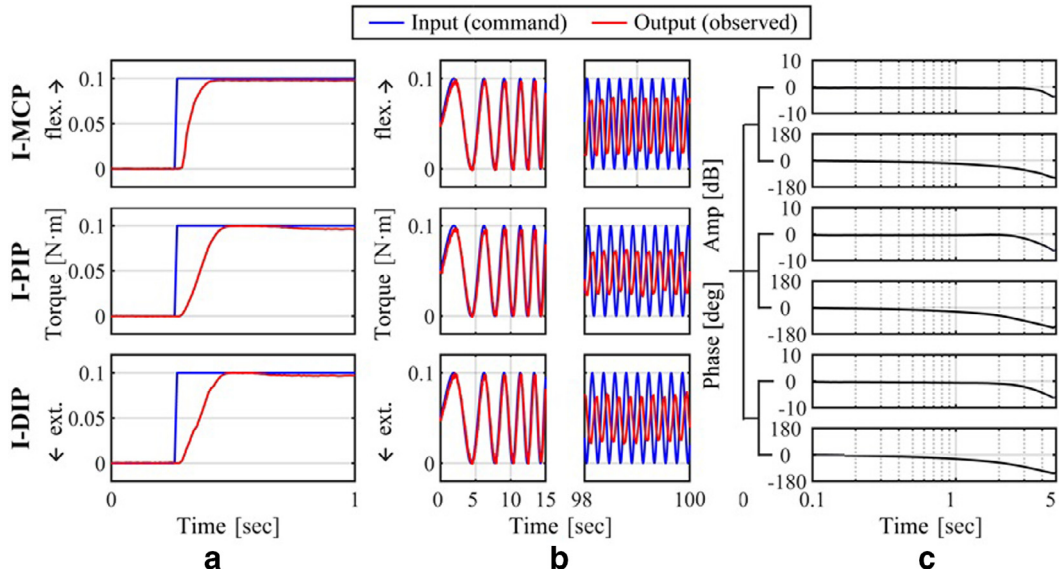 Input (command) Output (observed)
I-MCP
flex. →
0.1
0.05
0
flex. →
0.1
0
10
0
-10
180
0
-180
I-PIP
Torque [N·m]
0.1
0.05
0
Torque [N·m]
0.1
0
Amp [dB]
Phase [deg]
10
0
-10
180
0
-180
I-DIP
← ext.
0.1
0.05
0
← ext.
0.1
0
10
0
-10
180
0
-180
0 1
0 5 10 15
98 100
0
0.1 1 5
Time [sec] Time [sec] Time [sec]
a b c